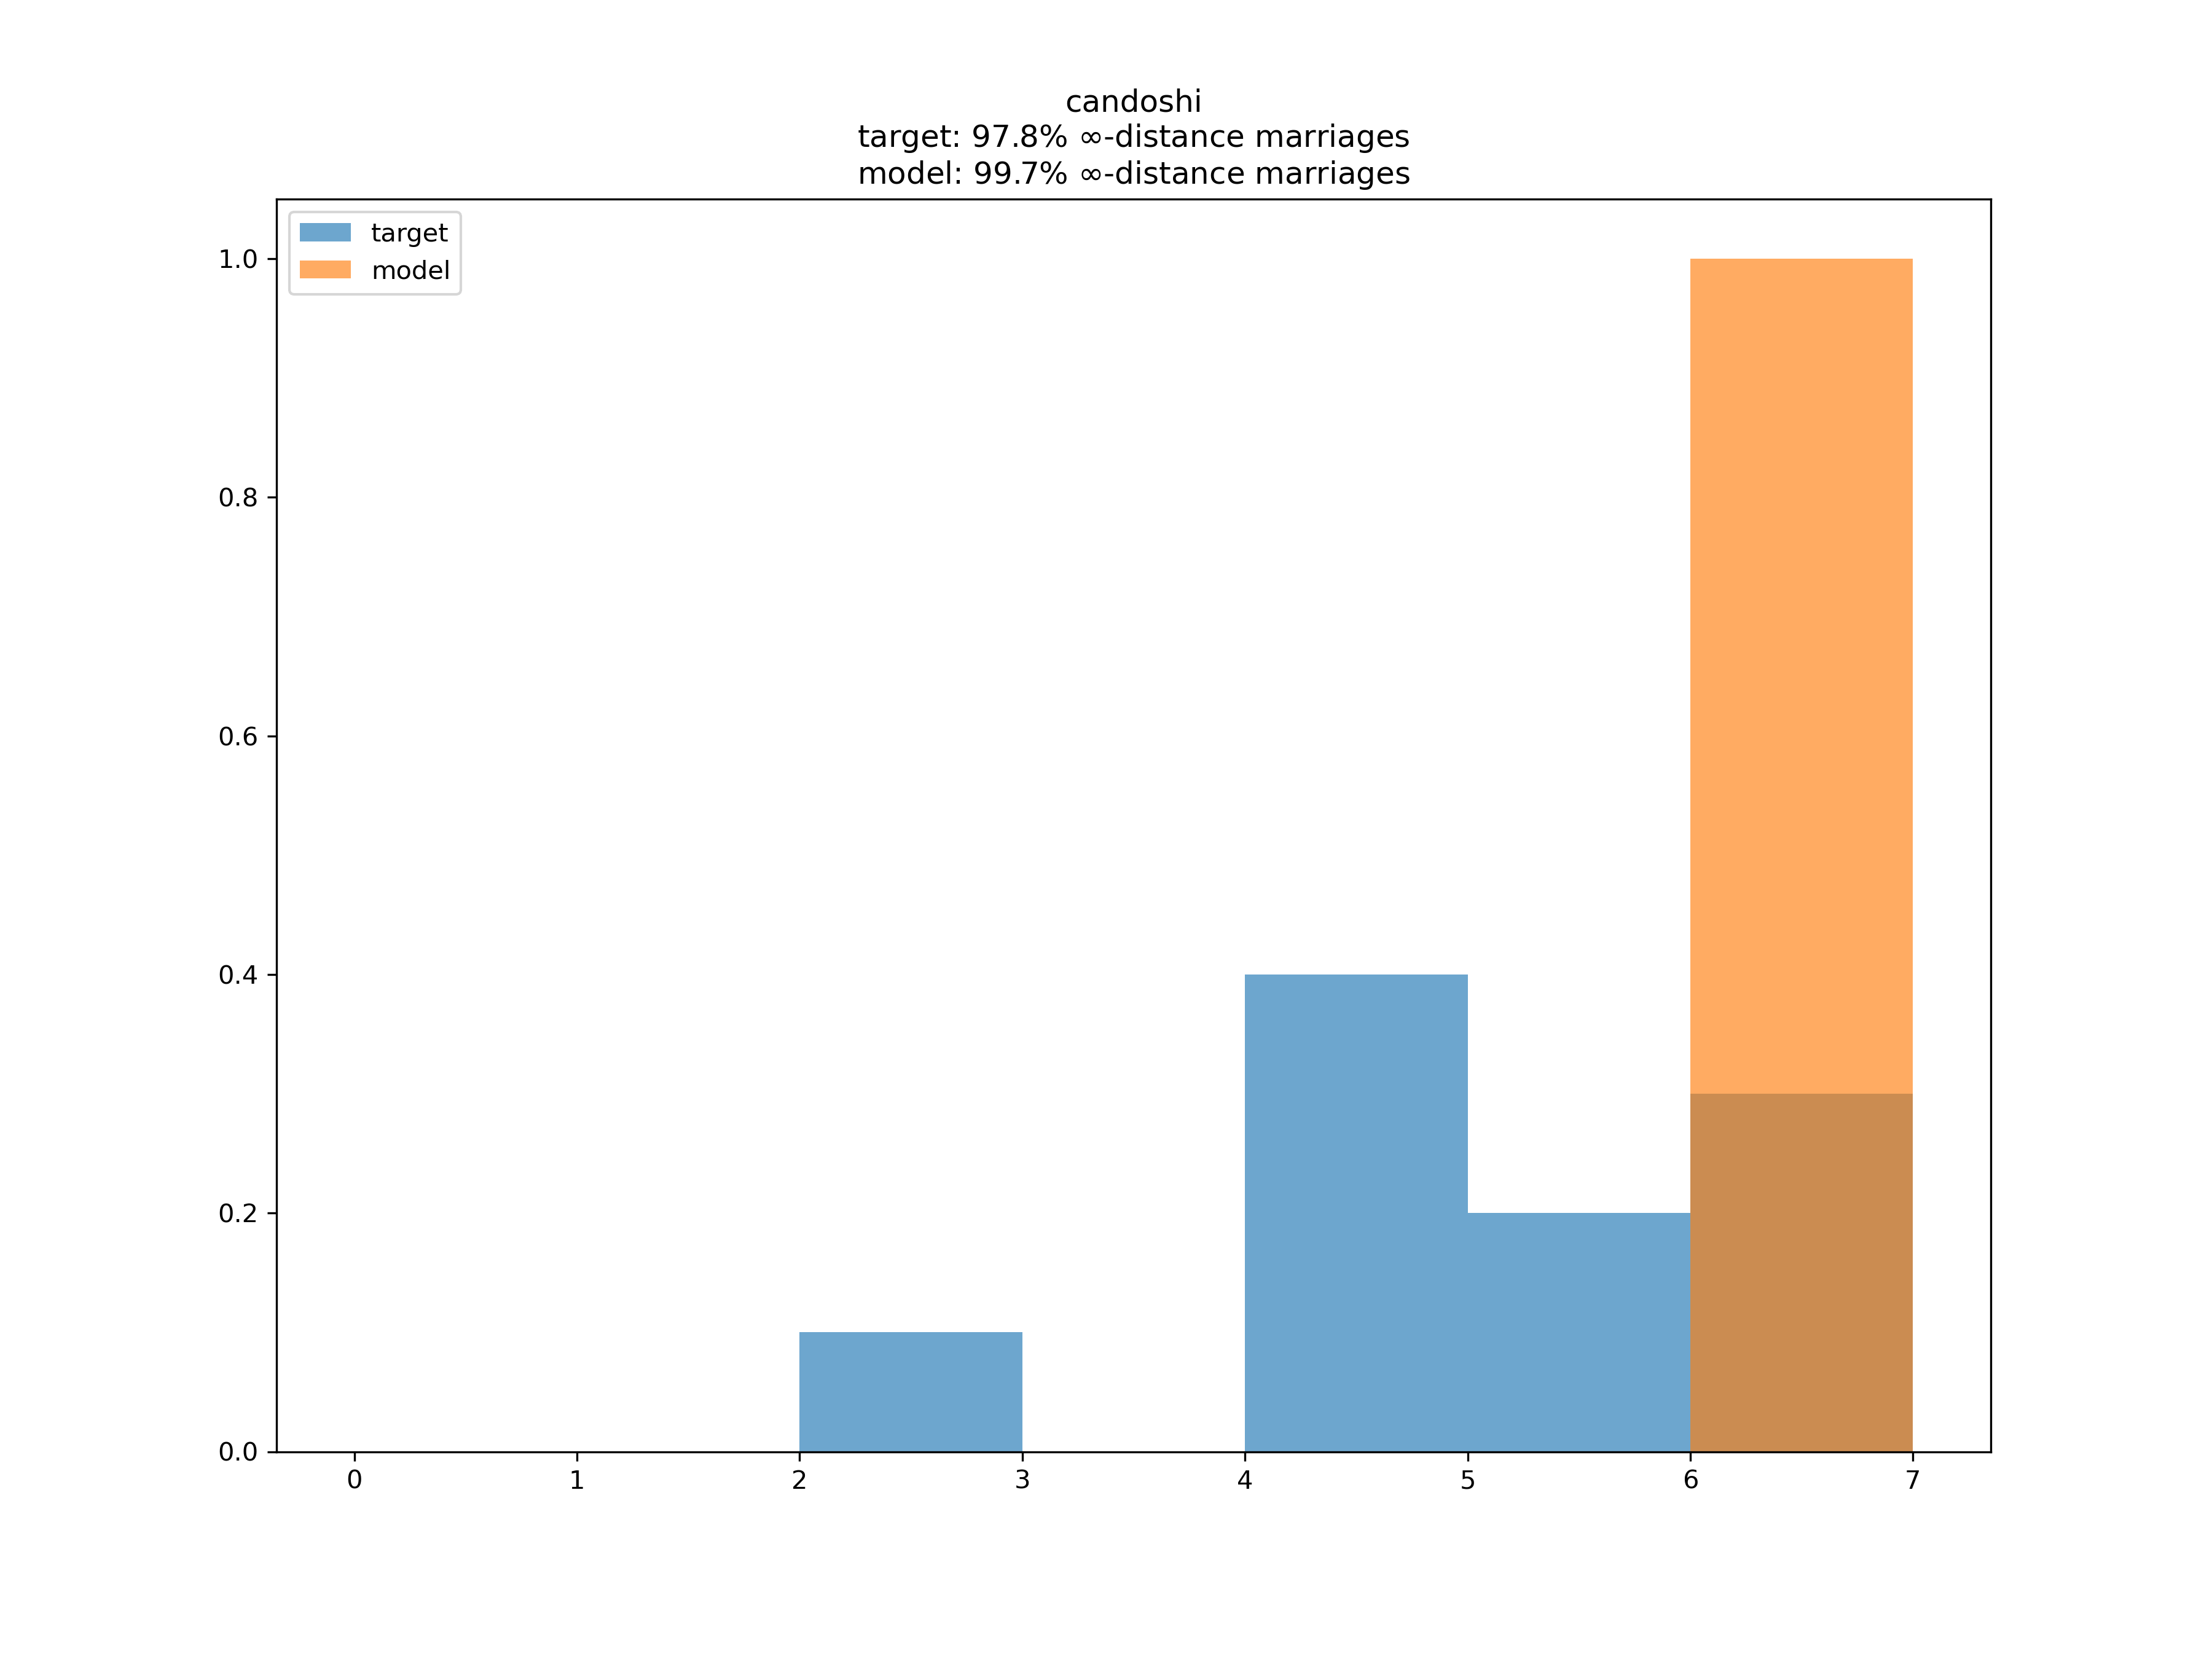 candoshi
target: 97.8% ∞-distance marriages
model: 99.7% ∞-distance marriages
target
model
1.0
0.8
0.6
0.4
0.2
0.0
0 1 2 3 4 5 6 7